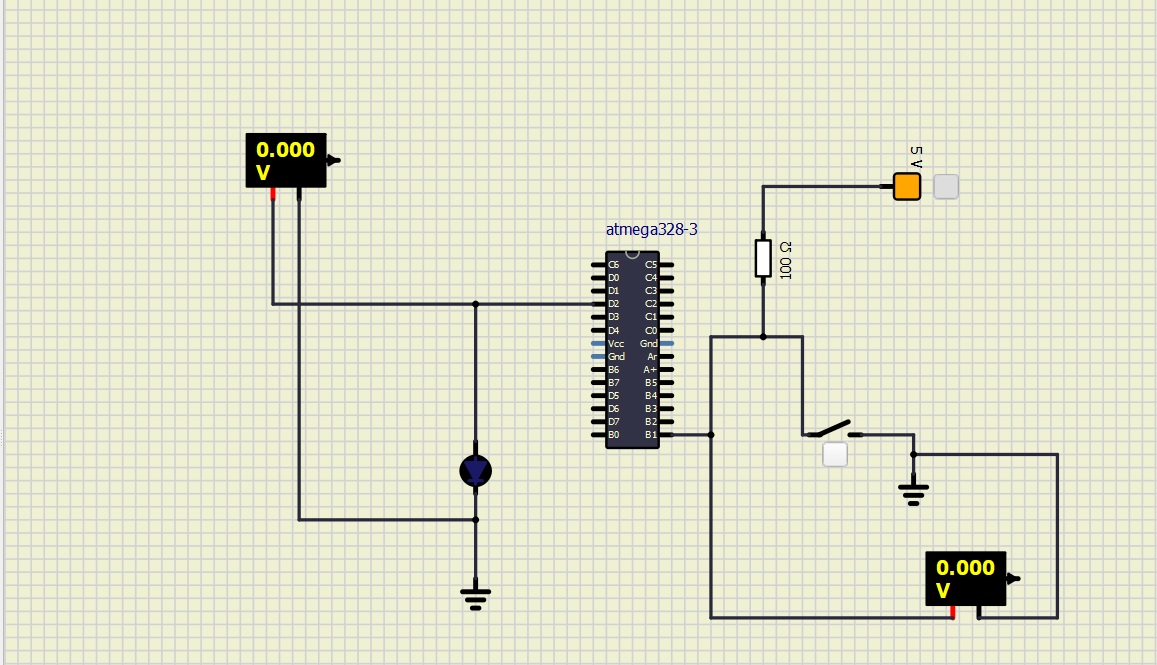 0.000
V
5 V
atmega328-3
100 Ω
C6 C5
D0 C4
D1 C3
D2 C2
D3 C1
D4 C0
Vcc Gnd
Gnd Ar
B6 A+
B7 B5
D5 B4
D6 B3
D7 B2
B0 B1
0.000
V